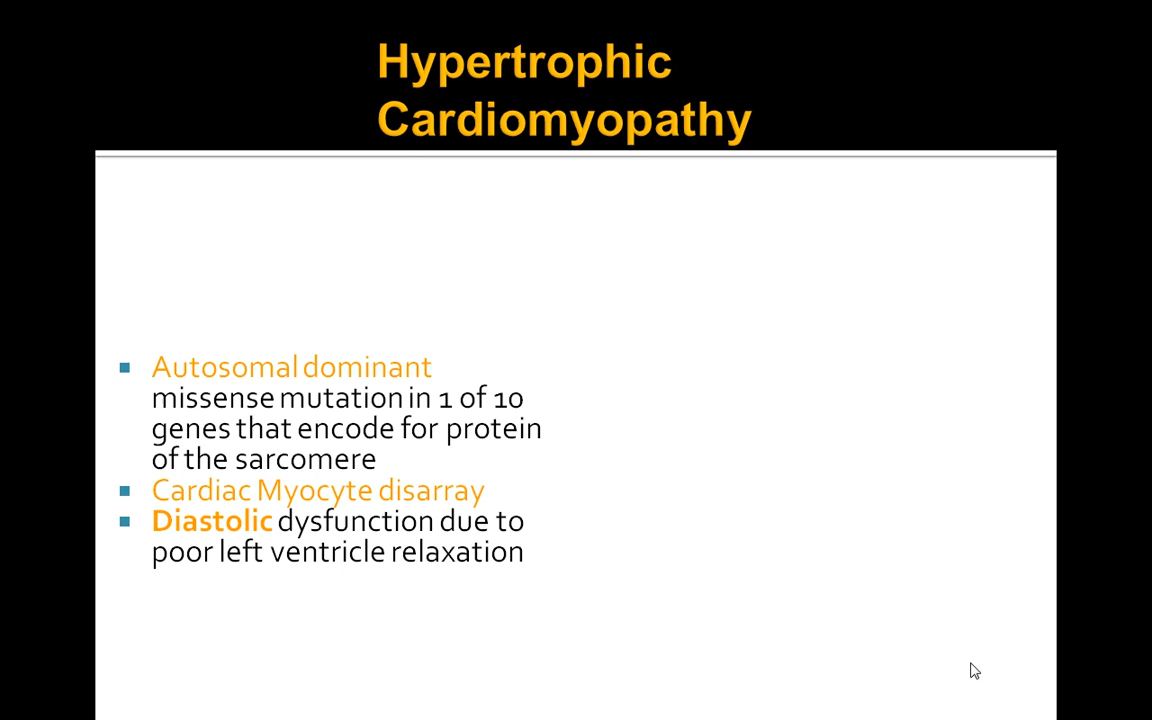 Hypertrophic
Cardiomyopathy
Autosomal dominant
missense mutation in 1 of 10
genes that encode for protein
of the sarcomere
Cardiac Myocyte disarray
Diastolic dysfunction due to
poor left ventricle relaxation